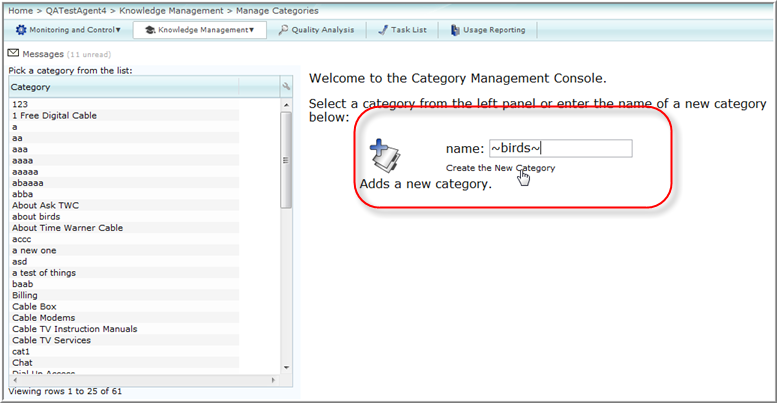 Home > QATestAgent4 > Knowledge Management > Manage Categories
Monitoring and Control▼ Knowledge Management▼ Quality Analysis Task List Usage Reporting
Messages (11 unread)
Pick a category from the list:
Category
123
1 Free Digital Cable
a
aa
aaa
aaaa
aaaaa
abaaaa
abba
About Ask TWC
about birds
About Time Warner Cable
accc
a new one
asd
a test of things
baab
Billing
Cable Box
Cable Modems
Cable TV Instruction Manuals
Cable TV Services
cat1
Chat
Dial Up Access
Viewing rows 1 to 25 of 61
Welcome to the Category Management Console.
Select a category from the left panel or enter the name of a new category
below:
name: ~birds~
Create the New Category
Adds a new category.